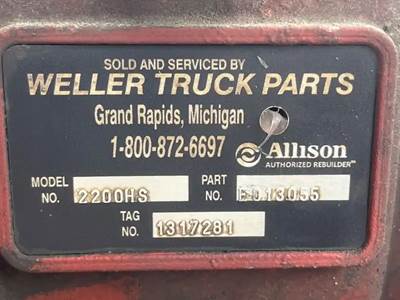 SOLD AND SERVICED BY
WELLER TRUCK PARTS
Grand Rapids, Michigan
1-800-872-6697
Allison
AUTHORIZED REBUILDER
MODEL NO. 2200HS
PART NO.
TAG NO. 1317281